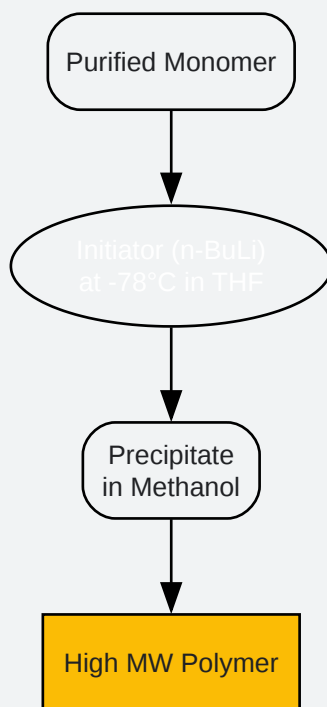 Purified Monomer
Initiator (n-BuLi)
at -78°C in THF
Precipitate
in Methanol
High MW Polymer